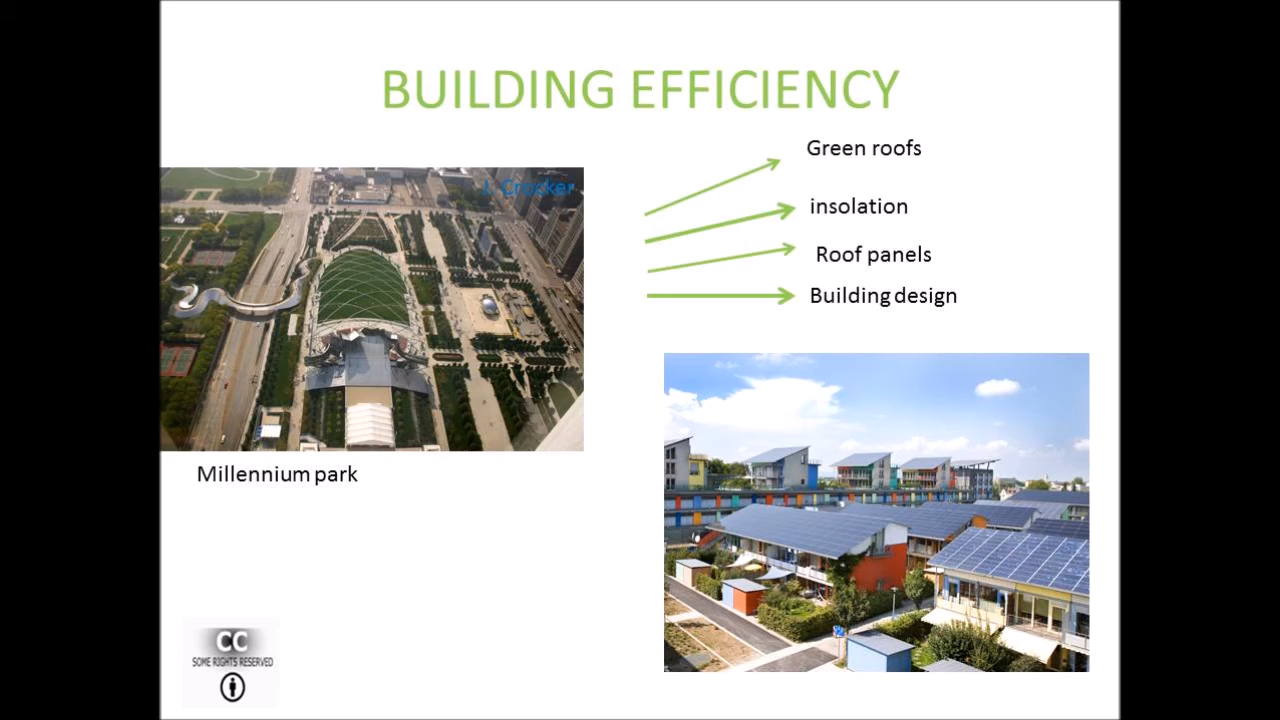 BUILDING EFFICIENCY
Green roofs
J. Crocker
insolation
Roof panels
Building design
Millennium park
CC
SOME RIGHTS RESERVED